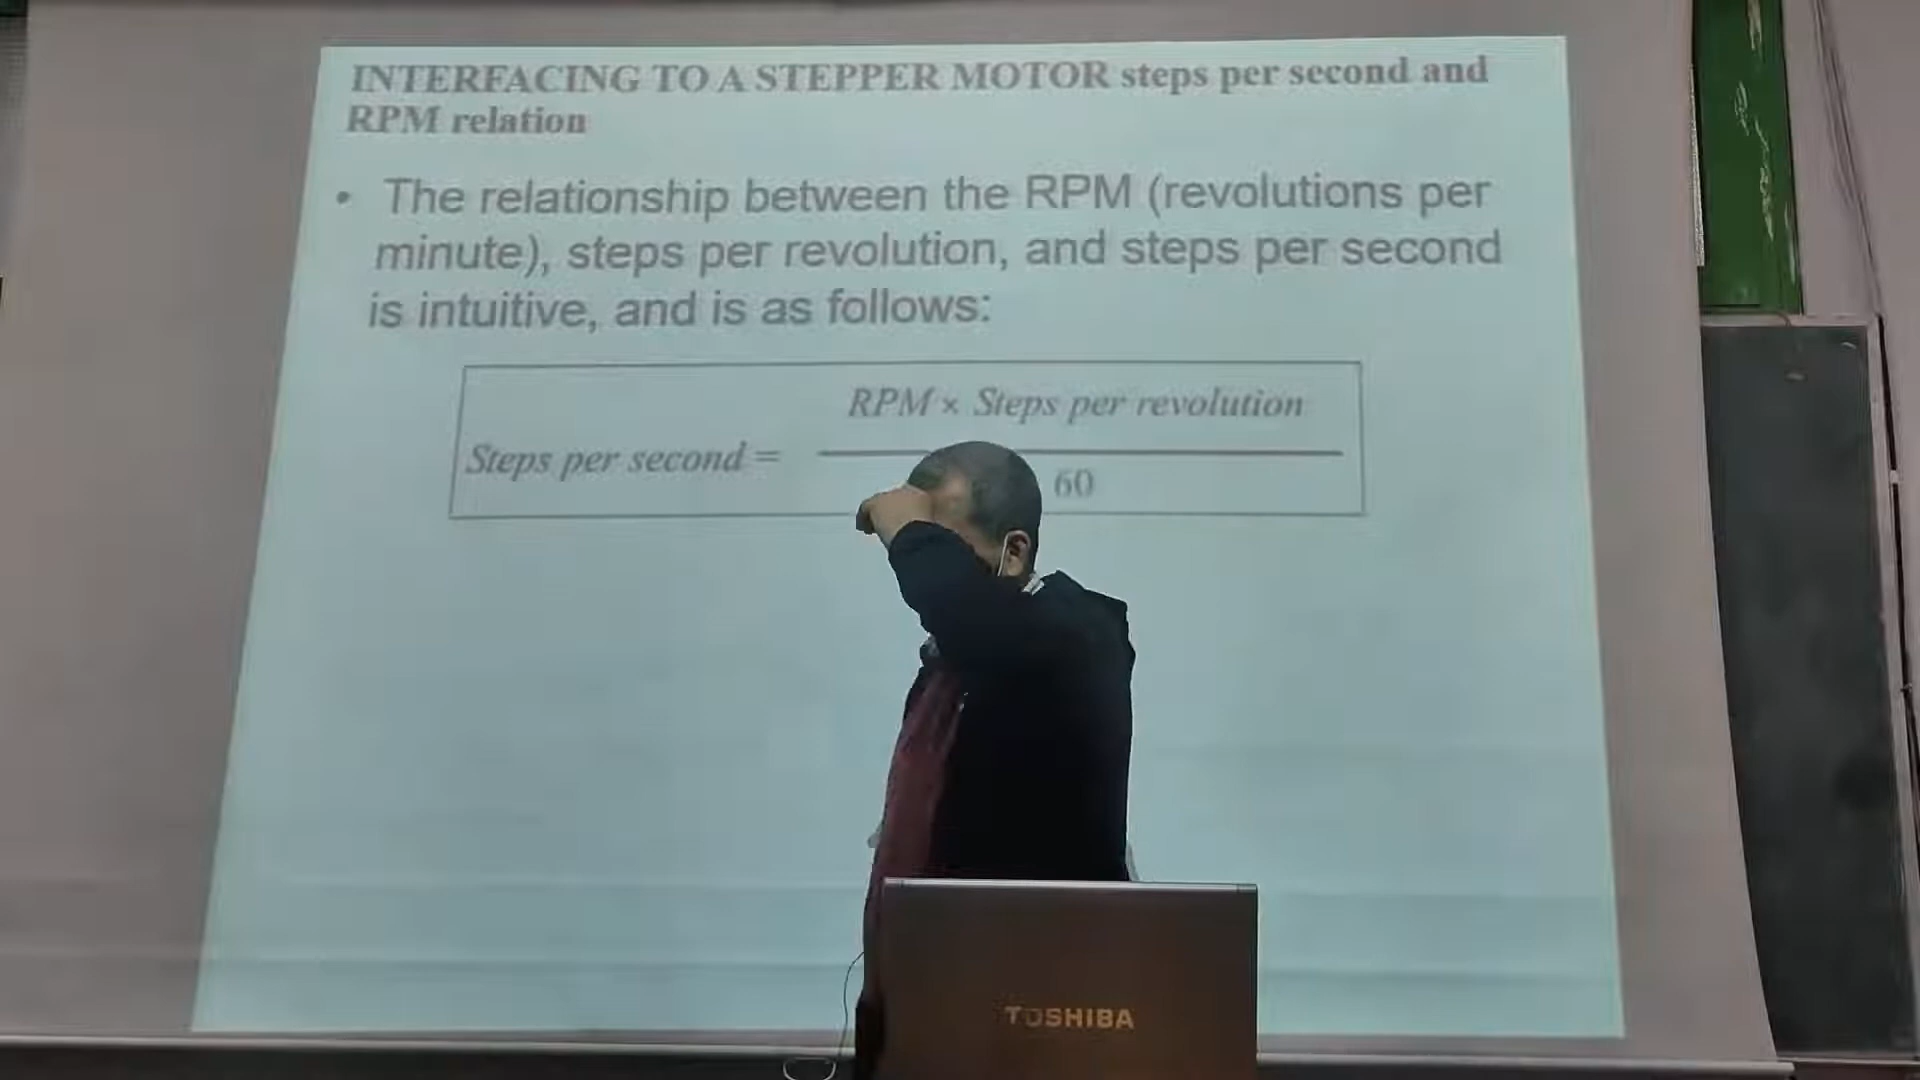 INTERFACING TO A STEPPER MOTOR steps per second and
RPM relation
• The relationship between the RPM (revolutions per
minute), steps per revolution, and steps per second
is intuitive, and is as follows:
RPM × Steps per revolution
Steps per second =
60
TOSHIBA